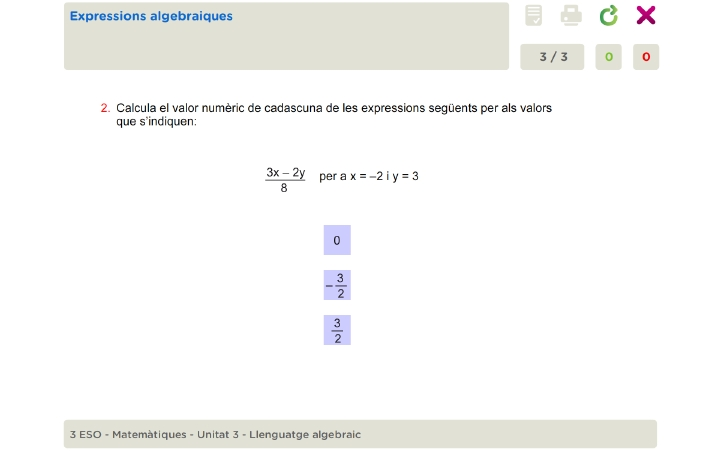 Expressions algebraiques
3 / 3
0
0
2. Calcula el valor numèric de cadascuna de les expressions següents per als valors
que s'indiquen:
3x – 2y
8
per a x = –2 i y = 3
0
- 3
2
3
2
3 ESO - Matemàtiques - Unitat 3 - Llenguatge algebraic